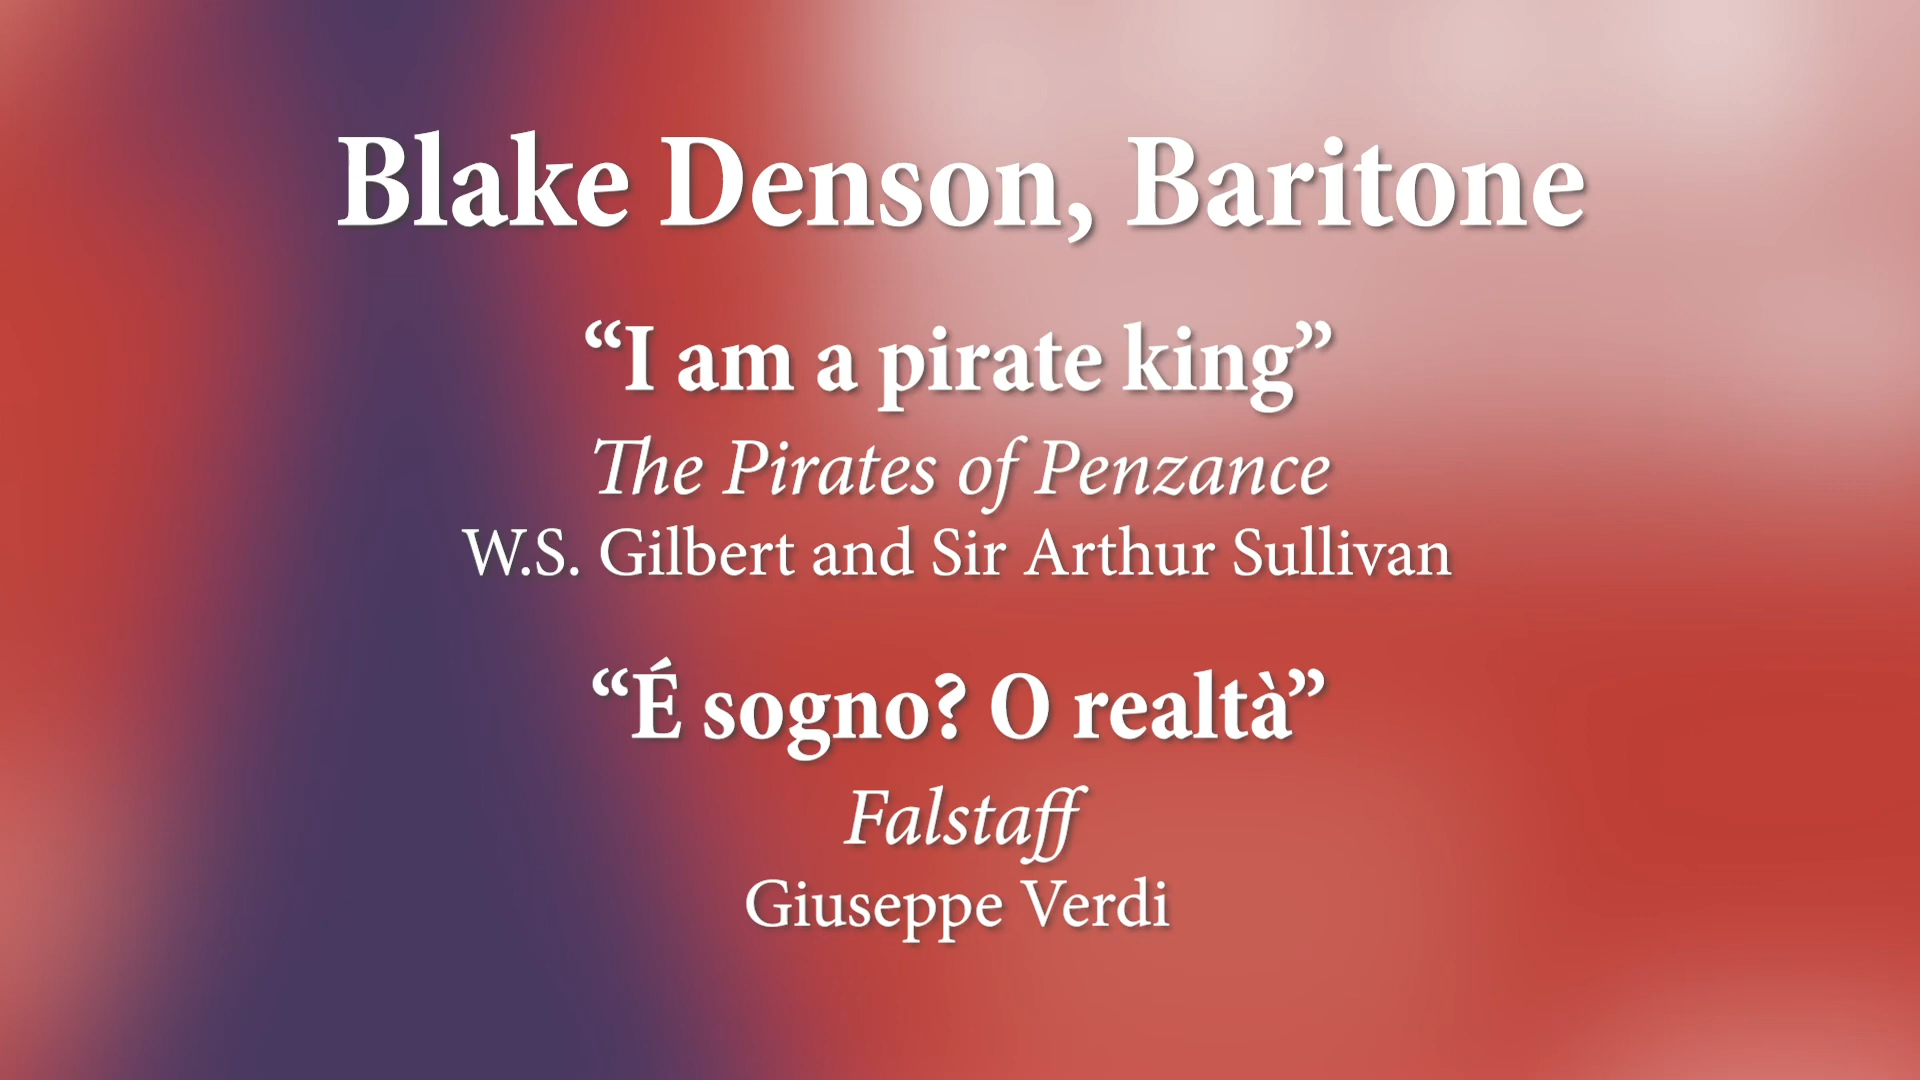 Blake Denson, Baritone
“I am a pirate king”
The Pirates of Penzance
W.S. Gilbert and Sir Arthur Sullivan
“É sogno? O realtà”
Falstaff
Giuseppe Verdi